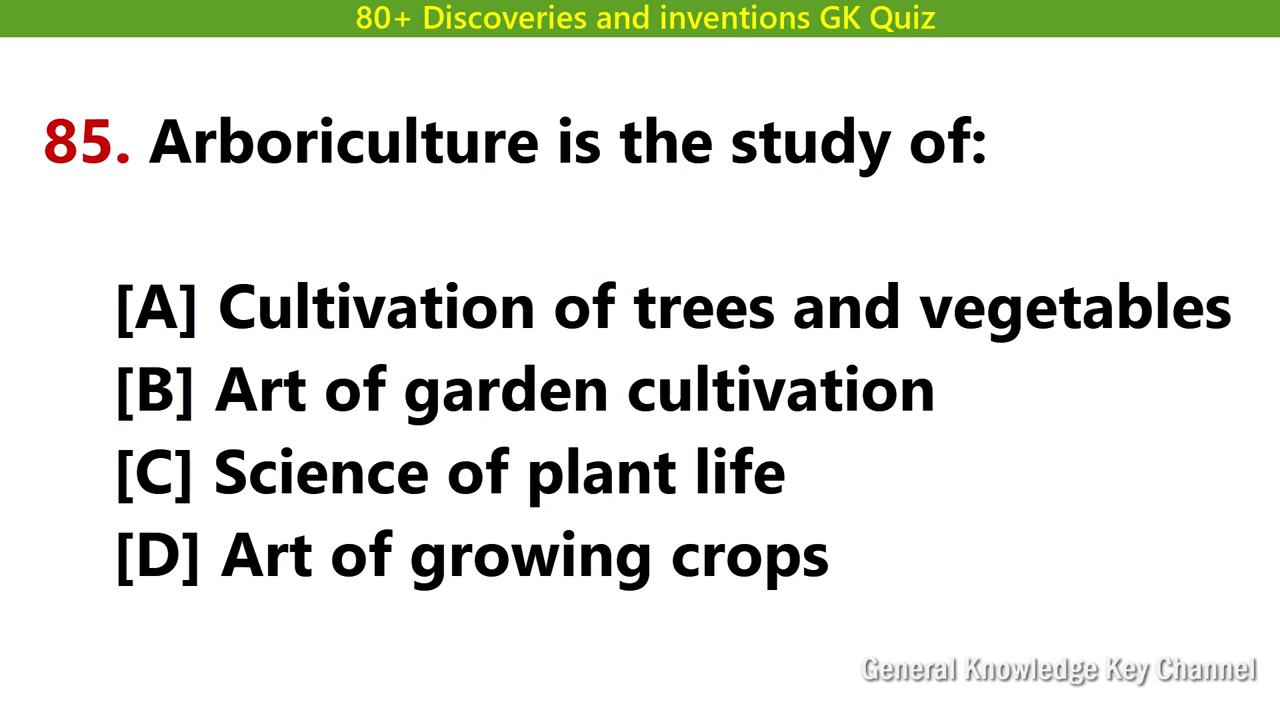 80+ Discoveries and inventions GK Quiz
85. Arboriculture is the study of:
[A] Cultivation of trees and vegetables
[B] Art of garden cultivation
[C] Science of plant life
[D] Art of growing crops
General Knowledge Key Channel